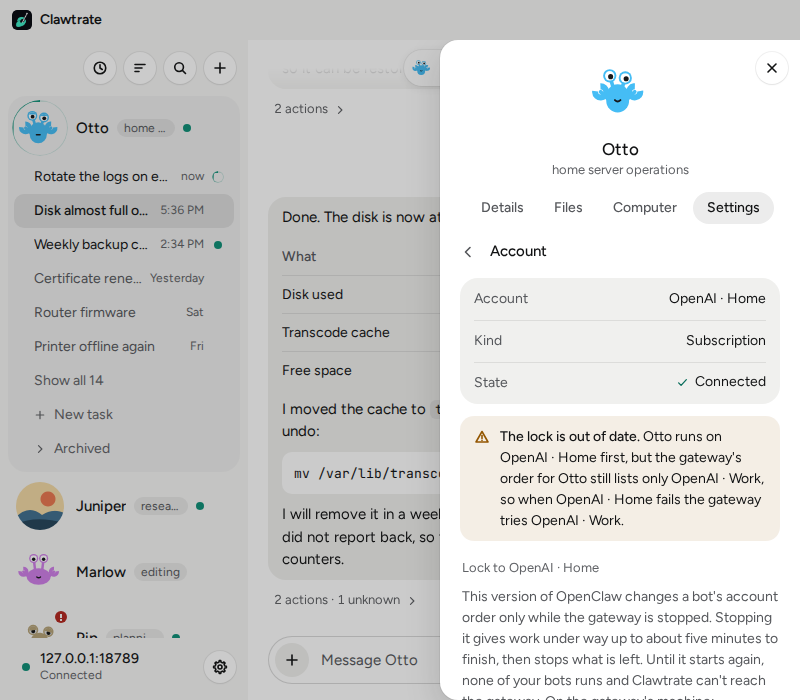 Clawtrate
Otto
home ...
Rotate the logs on e... now
Disk almost full o... 5:36 PM
Weekly backup c... 2:34 PM
Certificate rene... Yesterday
Router firmware Sat
Printer offline again Fri
Show all 14
New task
Archived
Juniper resea...
Marlow editing
Pip planni...
127.0.0.1:18789
Connected
2 actions
Done. The disk is now at
What
Disk used
Transcode cache
Free space
I moved the cache to
undo:
mv /var/lib/transc
I will remove it in a week
did not report back, so
counters.
2 actions · 1 unknown
Message Otto
Otto
home server operations
Details Files Computer Settings
Account
Account OpenAI · Home
Kind Subscription
State Connected
The lock is out of date. Otto runs on
OpenAI · Home first, but the gateway's
order for Otto still lists only OpenAI · Work,
so when OpenAI · Home fails the gateway
tries OpenAI · Work.
Lock to OpenAI · Home
This version of OpenClaw changes a bot's account
order only while the gateway is stopped. Stopping
it gives work under way up to about five minutes to
finish, then stops what is left. Until it starts again,
none of your bots runs and Clawtrate can't reach
the gateway. On the gateway's machine: